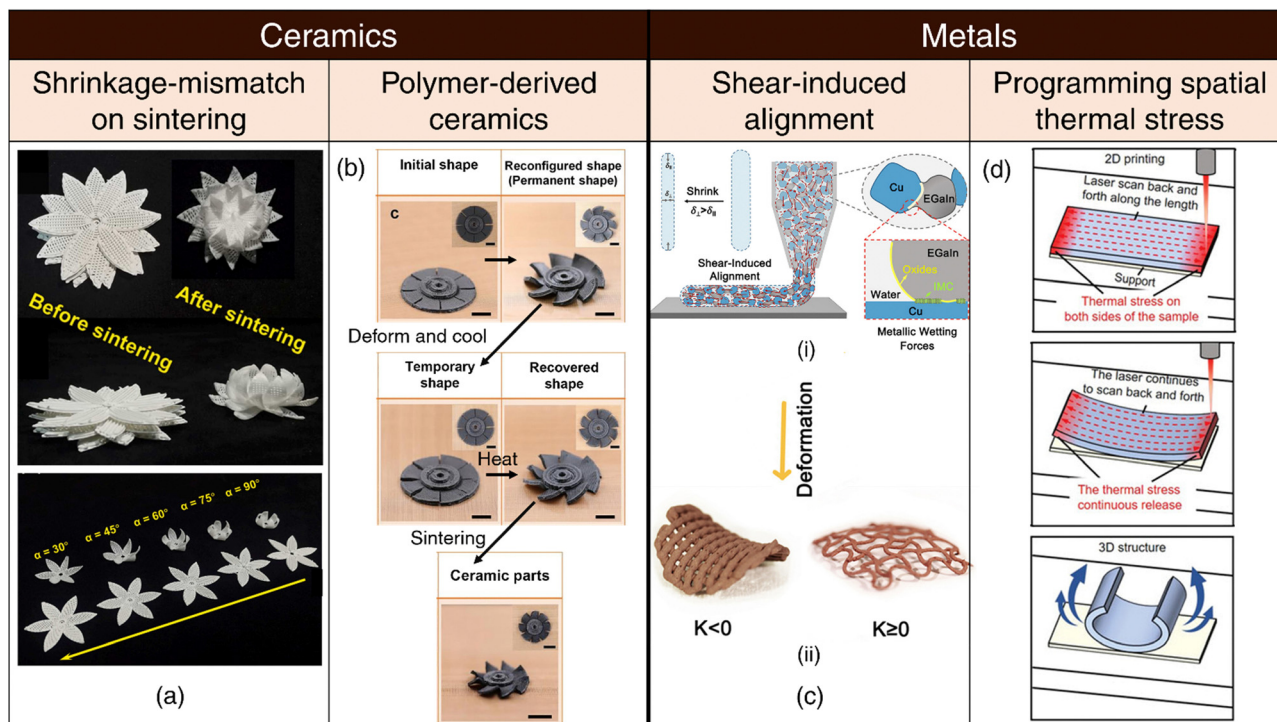 Ceramics
Metals
Shrinkage-mismatch
on sintering
Polymer-derived
ceramics
Shear-induced
alignment
Programming spatial
thermal stress
Before sintering
After sintering
α = 30°
α = 45°
α = 60°
α = 75°
α = 90°
(a)
(b)
Initial shape
Reconfigured shape
(Permanent shape)
c
Deform and cool
Temporary
shape
Recovered
shape
Heat
Sintering
Ceramic parts
Shrink
δ⊥>δ∥
Shear-Induced
Alignment
Cu
EGaIn
EGaIn
Oxides
IMC
Water
Cu
Metallic Wetting
Forces
(i)
Deformation
K<0
K≥0
(ii)
(c)
(d)
2D printing
Laser scan back and
forth along the length
Support
Thermal stress on
both sides of the sample
The laser continues
to scan back and forth
The thermal stress
continuous release
3D structure